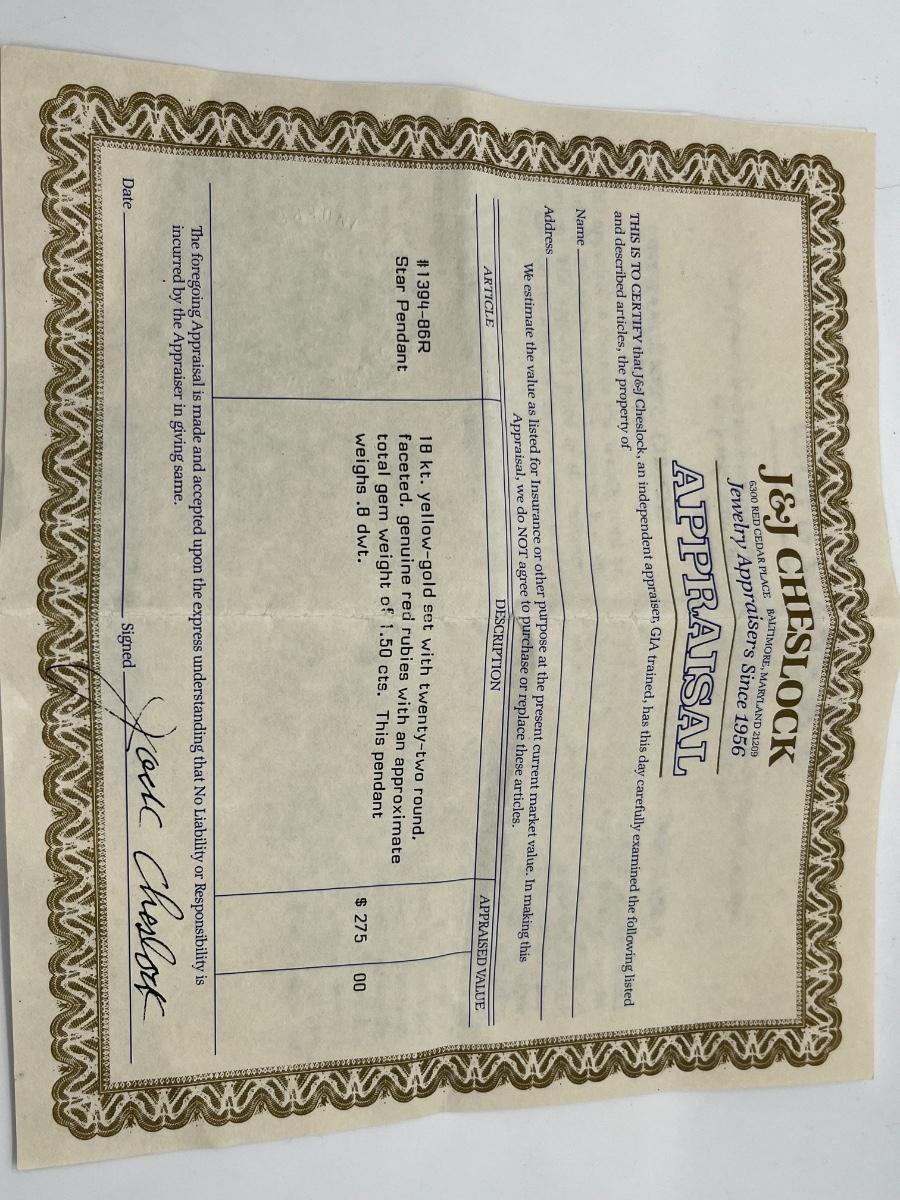 J&J CHESLOCK
6300 RED CEDAR PLACE BALTIMORE, MARYLAND 21209
Jewelry Appraisers Since 1956
APPRAISAL
THIS IS TO CERTIFY that J&J Cheslock, an independent appraiser, GIA trained, has this day carefully examined the following listed
and described articles, the property of
Name
Address
We estimate the value as listed for Insurance or other purpose at the present current market value. In making this
Appraisal, we do NOT agree to purchase or replace these articles.
ARTICLE DESCRIPTION APPRAISED VALUE
#1394-86R 18 kt. yellow-gold set with twenty-two round,
Star Pendant faceted, genuine red rubies with an approximate
total gem weight of 1.50 cts. This pendant
weighs .8 dwt. $ 275 00
The foregoing Appraisal is made and accepted upon the express understanding that No Liability or Responsibility is
incurred by the Appraiser in giving same.
Date Signed Cheslock